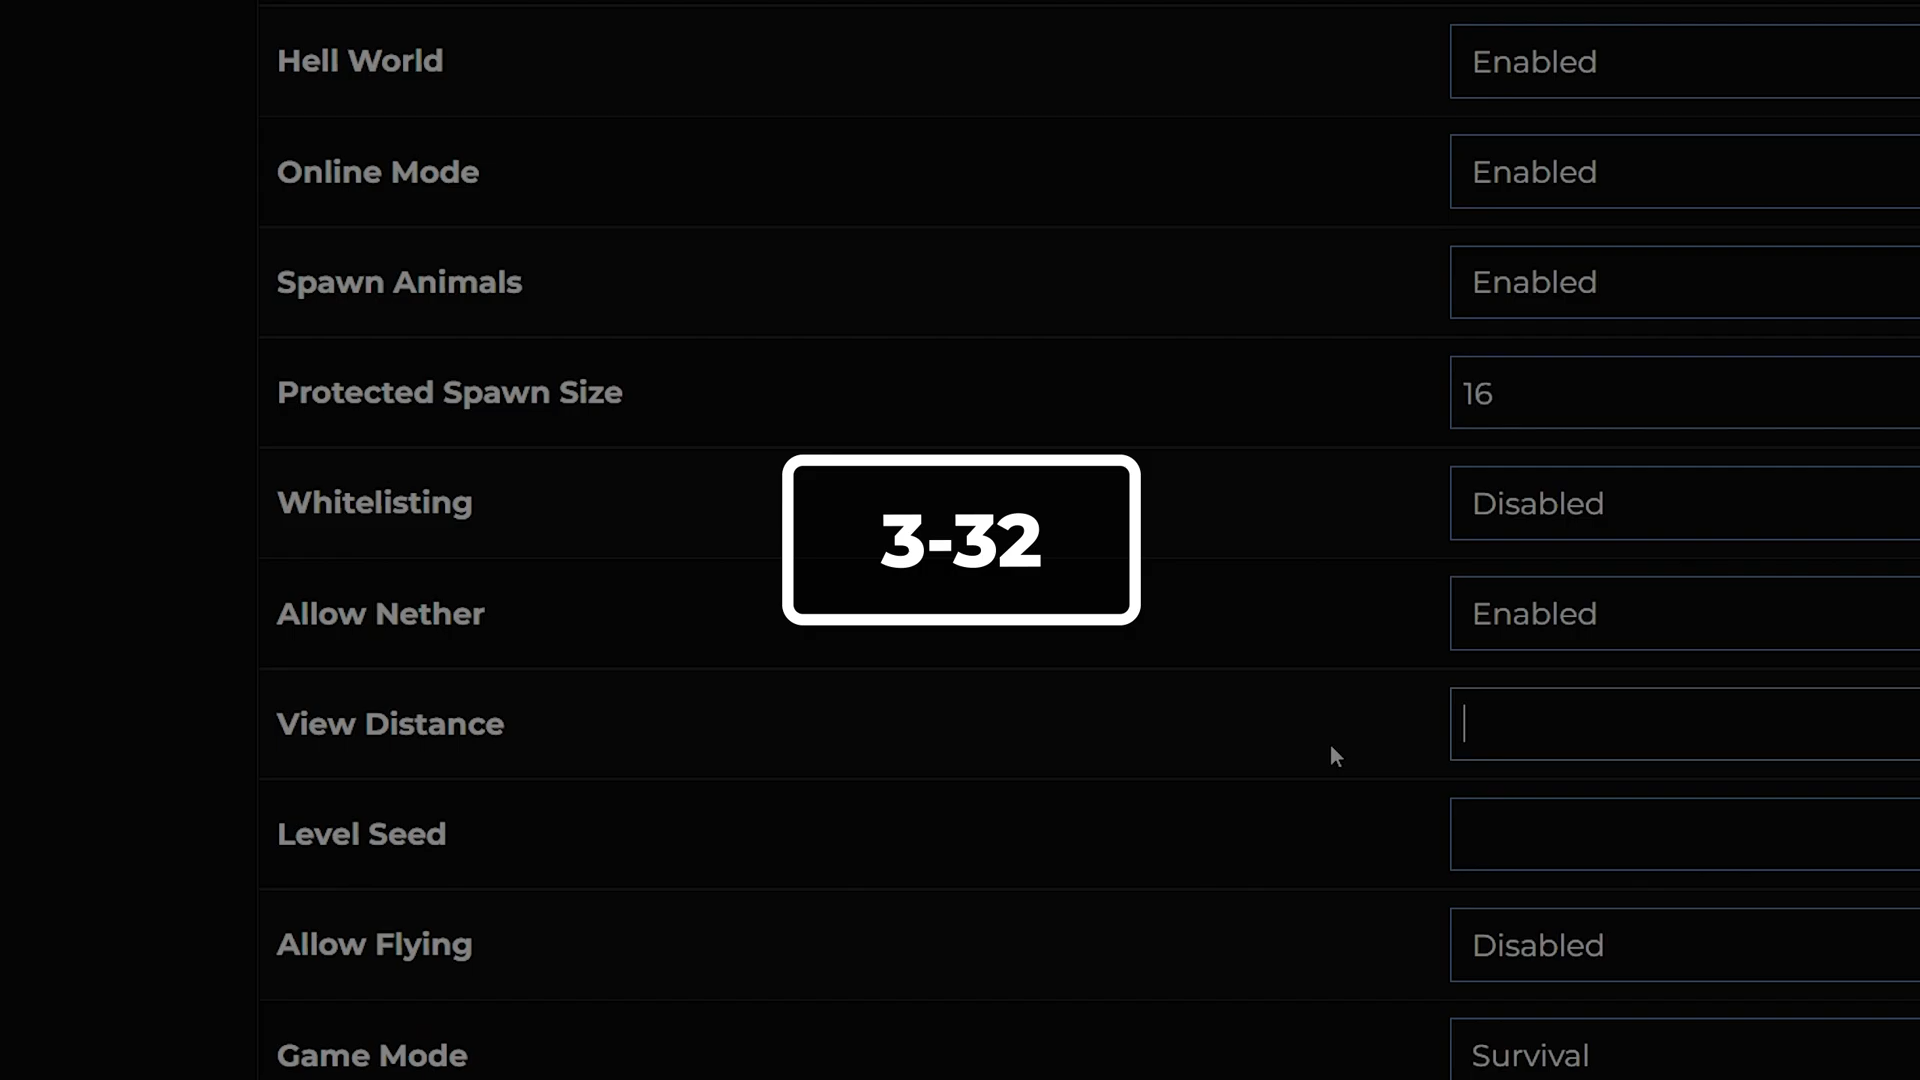 Hell World Enabled
Online Mode Enabled
Spawn Animals Enabled
Protected Spawn Size 16
Whitelisting Disabled
3-32
Allow Nether Enabled
View Distance
Level Seed
Allow Flying Disabled
Game Mode Survival